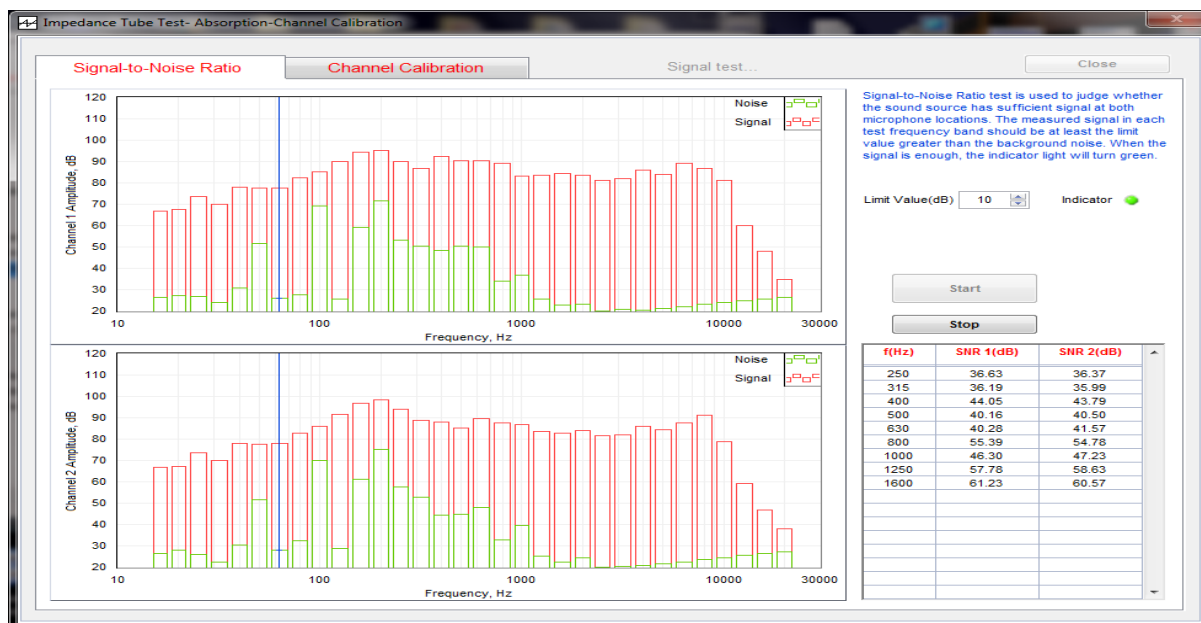 Impedance Tube Test- Absorption-Channel Calibration
Signal-to-Noise Ratio
Channel Calibration
Signal test...
Close
120
110
100
90
80
70
60
50
40
30
20
Channel 1 Amplitude, dB
Noise
Signal
10
100
1000
10000
30000
Frequency, Hz
120
110
100
90
80
70
60
50
40
30
20
Channel 2 Amplitude, dB
Noise
Signal
10
100
1000
10000
30000
Frequency, Hz
Signal-to-Noise Ratio test is used to judge whether
the sound source has sufficient signal at both
microphone locations. The measured signal in each
test frequency band should be at least the limit
value greater than the background noise. When the
signal is enough, the indicator light will turn green.
Limit Value(dB) 10 Indicator
Start
Stop
f(Hz) SNR 1(dB) SNR 2(dB)
250 36.63 36.37
315 36.19 35.99
400 44.05 43.79
500 40.16 40.50
630 40.28 41.57
800 55.39 54.78
1000 46.30 47.23
1250 57.78 58.63
1600 61.23 60.57